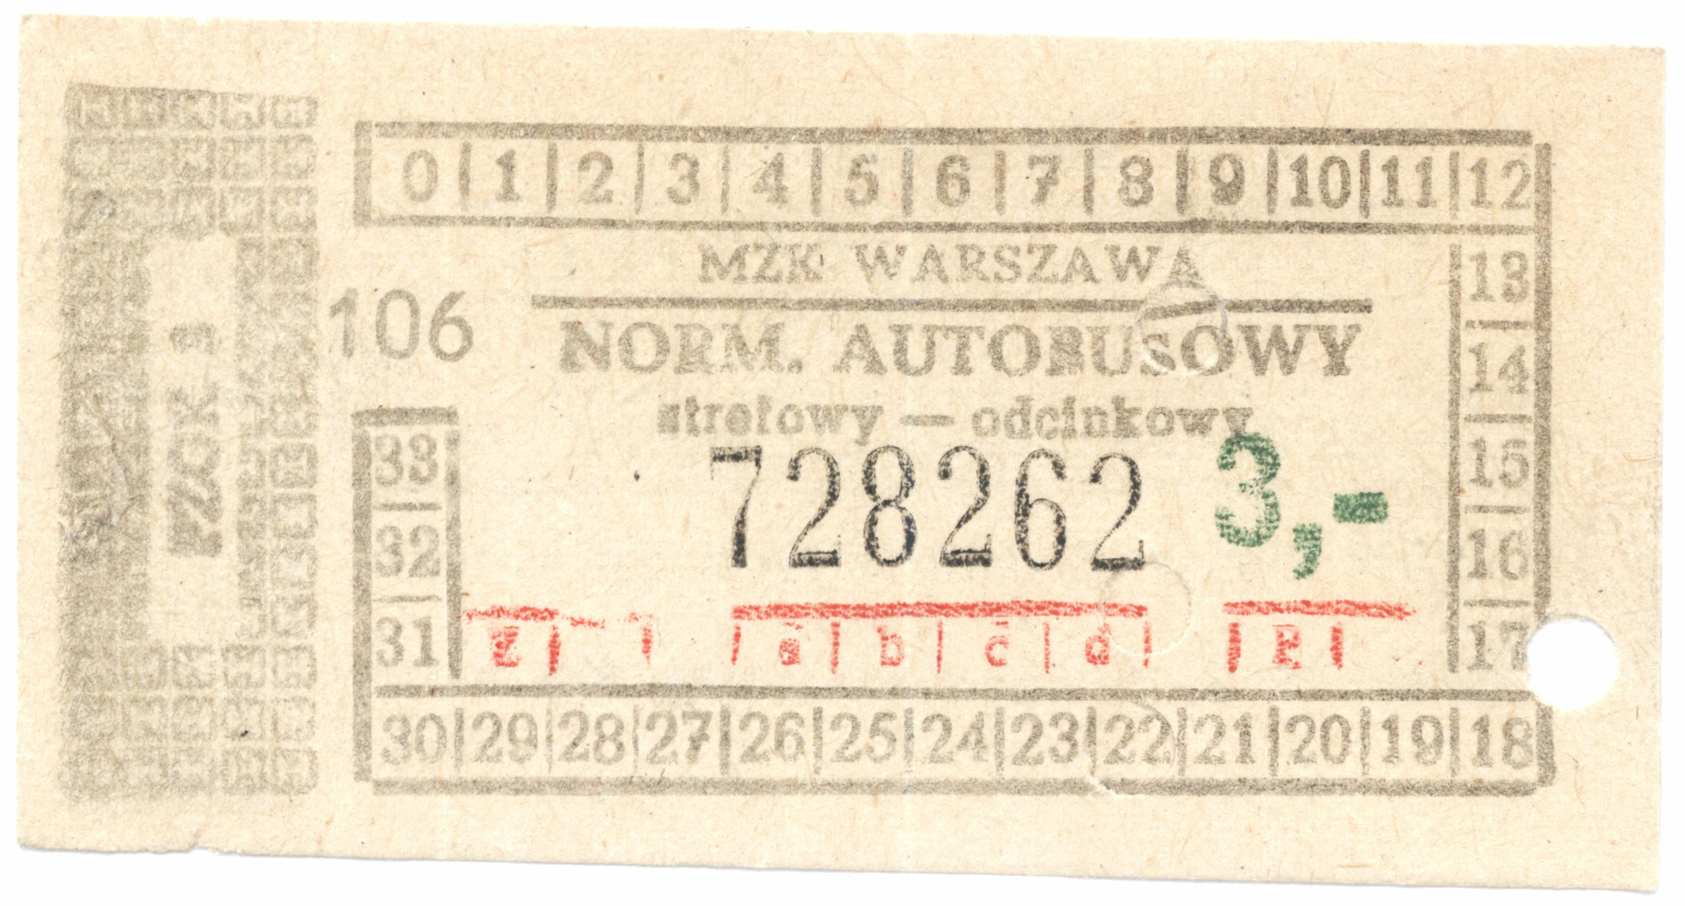 0 1 2 3 4 5 6 7 8 9 10 11 12
MZK WARSZAWA
106
NORM. AUTOBUSOWY
strefowy — odcinkowy
728262 3,-
Z a b c d P
13
14
15
16
17
33
32
31
30 29 28 27 26 25 24 23 22 21 20 19 18
PZGK 1